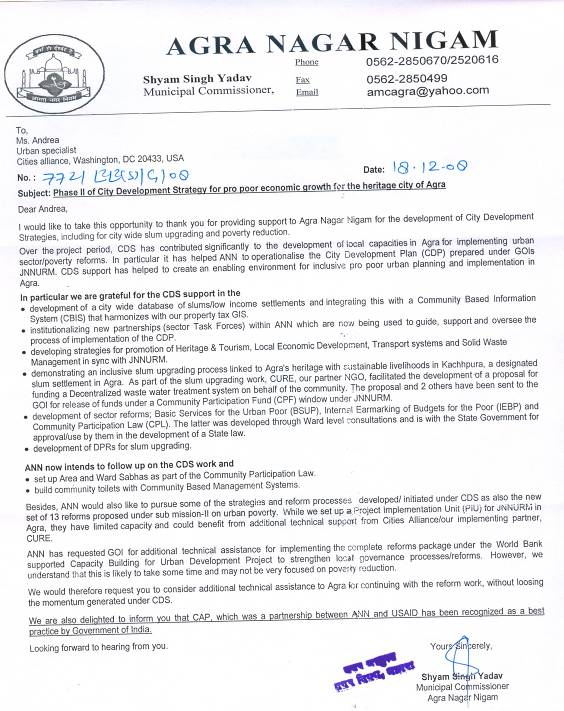 AGRA NAGAR NIGAM
Phone 0562-2850670/2520616
Shyam Singh Yadav Fax 0562-2850499
Municipal Commissioner, Email amcagra@yahoo.com
To,
Ms. Andrea
Urban specialist
Cities alliance, Washington, DC 20433, USA
No. : Date: 18.12.08
Subject: Phase II of City Development Strategy for pro poor economic growth for the heritage city of Agra
Dear Andrea,
I would like to take this opportunity to thank you for providing support to Agra Nagar Nigam for the development of City Development
Strategies, including for city wide slum upgrading and poverty reduction.
Over the project period, CDS has contributed significantly to the development of local capacities in Agra for implementing urban
sector/poverty reforms. In particular it has helped ANN to operationalise the City Development Plan (CDP) prepared under GOIs
JNNURM. CDS support has helped to create an enabling environment for inclusive pro poor urban planning and implementation in
Agra.
In particular we are grateful for the CDS support in the
• development of a city wide database of slums/low income settlements and integrating this with a Community Based Information
System (CBIS) that harmonizes with our property tax GIS.
• institutionalizing new partnerships (sector Task Forces) within ANN which are now being used to guide, support and oversee the
process of implementation of the CDP.
• developing strategies for promotion of Heritage & Tourism, Local Economic Development, Transport systems and Solid Waste
Management in sync with JNNURM.
• demonstrating an inclusive slum upgrading process linked to Agra's heritage with sustainable livelihoods in Kachhpura, a designated
slum settlement in Agra. As part of the slum upgrading work, CURE, our partner NGO, facilitated the development of a proposal for
funding a Decentralized waste water treatment system on behalf of the community. The proposal and 2 others have been sent to the
GOI for release of funds under a Community Participation Fund (CPF) window under JNNURM.
• development of sector reforms; Basic Services for the Urban Poor (BSUP), Internal Earmarking of Budgets for the Poor (IEBP) and
Community Participation Law (CPL). The latter was developed through Ward level consultations and is with the State Government for
approval/use by them in the development of a State law.
• development of DPRs for slum upgrading.
ANN now intends to follow up on the CDS work and
• set up Area and Ward Sabhas as part of the Community Participation Law.
• build community toilets with Community Based Management Systems.
Besides, ANN would also like to pursue some of the strategies and reform processes developed/ initiated under CDS as also the new
set of 13 reforms proposed under sub mission-II on urban poverty. While we set up a Project Implementation Unit (PIU) for JNNURM in
Agra, they have limited capacity and could benefit from additional technical support from Cities Alliance/our implementing partner,
CURE.
ANN has requested GOI for additional technical assistance for implementing the complete reforms package under the World Bank
supported Capacity Building for Urban Development Project to strengthen local governance processes/reforms. However, we
understand that this is likely to take some time and may not be very focused on poverty reduction.
We would therefore request you to consider additional technical assistance to Agra for continuing with the reform work, without loosing
the momentum generated under CDS.
We are also delighted to inform you that CAP, which was a partnership between ANN and USAID has been recognized as a best
practice by Government of India.
Looking forward to hearing from you.
Yours Sincerely,
Shyam Singh Yadav
Municipal Commissioner
Agra Nagar Nigam